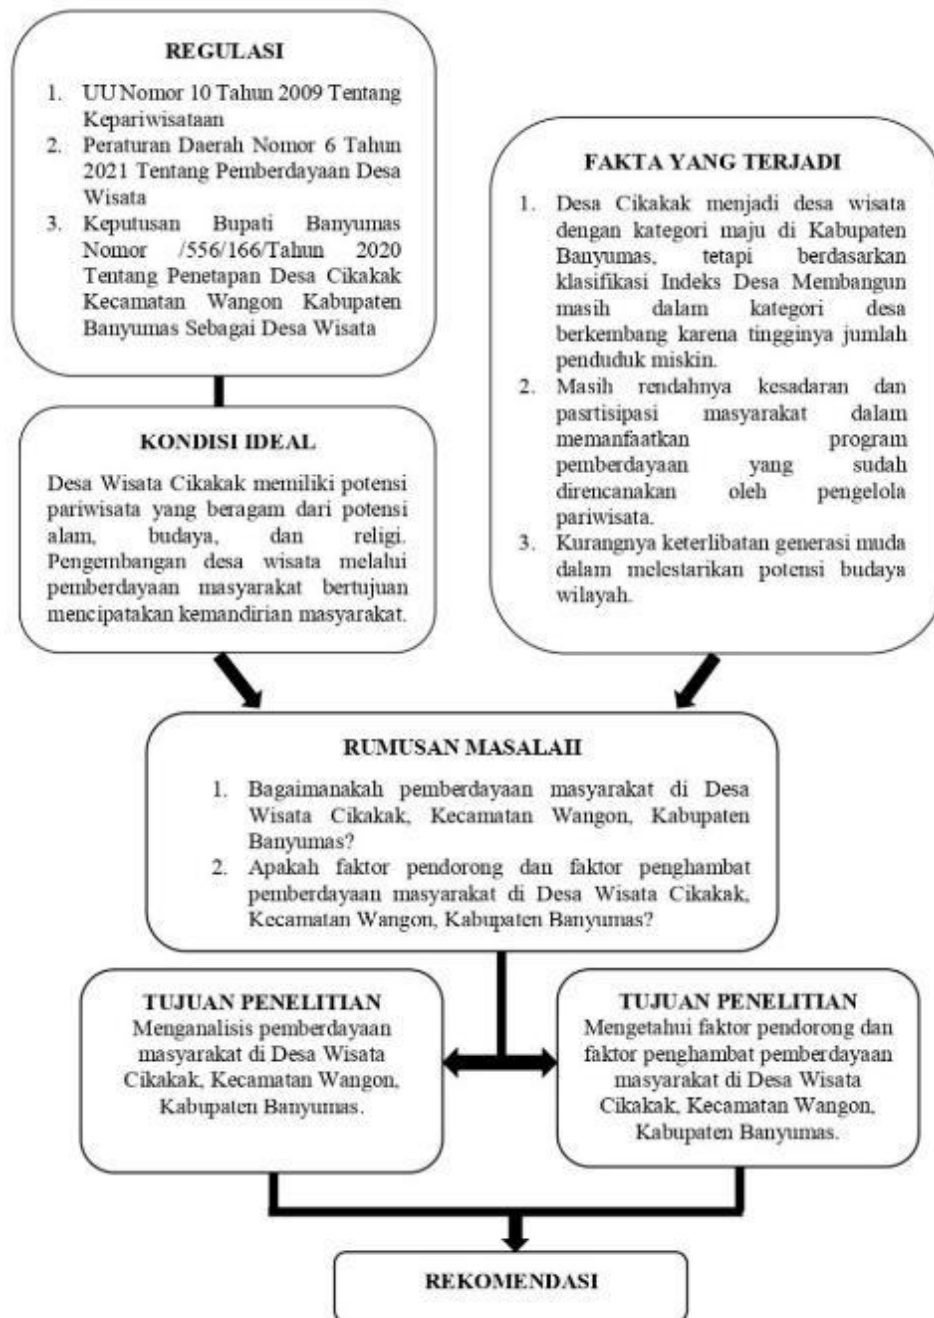 REGULASI
1. UU Nomor 10 Tahun 2009 Tentang
Kepariwisataan
2. Peraturan Daerah Nomor 6 Tahun
2021 Tentang Pemberdayaan Desa
Wisata
3. Keputusan Bupati Banyumas
Nomor /556/166/Tahun 2020
Tentang Penetapan Desa Cikakak
Kecamatan Wangon Kabupaten
Banyumas Sebagai Desa Wisata
KONDISI IDEAL
Desa Wisata Cikakak memiliki potensi
pariwisata yang beragam dari potensi
alam, budaya, dan religi.
Pengembangan desa wisata melalui
pemberdayaan masyarakat bertujuan
mencipatakan kemandirian masyarakat.
FAKTA YANG TERJADI
1. Desa Cikakak menjadi desa wisata
dengan kategori maju di Kabupaten
Banyumas, tetapi berdasarkan
klasifikasi Indeks Desa Membangun
masih dalam kategori desa
berkembang karena tingginya jumlah
penduduk miskin.
2. Masih rendahnya kesadaran dan
pasrtisipasi masyarakat dalam
memanfaatkan program
pemberdayaan yang sudah
direncanakan oleh pengelola
pariwisata.
3. Kurangnya keterlibatan generasi muda
dalam melestarikan potensi budaya
wilayah.
RUMUSAN MASALAH
1. Bagaimanakah pemberdayaan masyarakat di Desa
Wisata Cikakak, Kecamatan Wangon, Kabupaten
Banyumas?
2. Apakah faktor pendorong dan faktor penghambat
pemberdayaan masyarakat di Desa Wisata Cikakak,
Kecamatan Wangon, Kabupaten Banyumas?
TUJUAN PENELITIAN
Menganalisis pemberdayaan
masyarakat di Desa Wisata
Cikakak, Kecamatan Wangon,
Kabupaten Banyumas.
TUJUAN PENELITIAN
Mengetahui faktor pendorong dan
faktor penghambat pemberdayaan
masyarakat di Desa Wisata
Cikakak, Kecamatan Wangon,
Kabupaten Banyumas.
REKOMENDASI